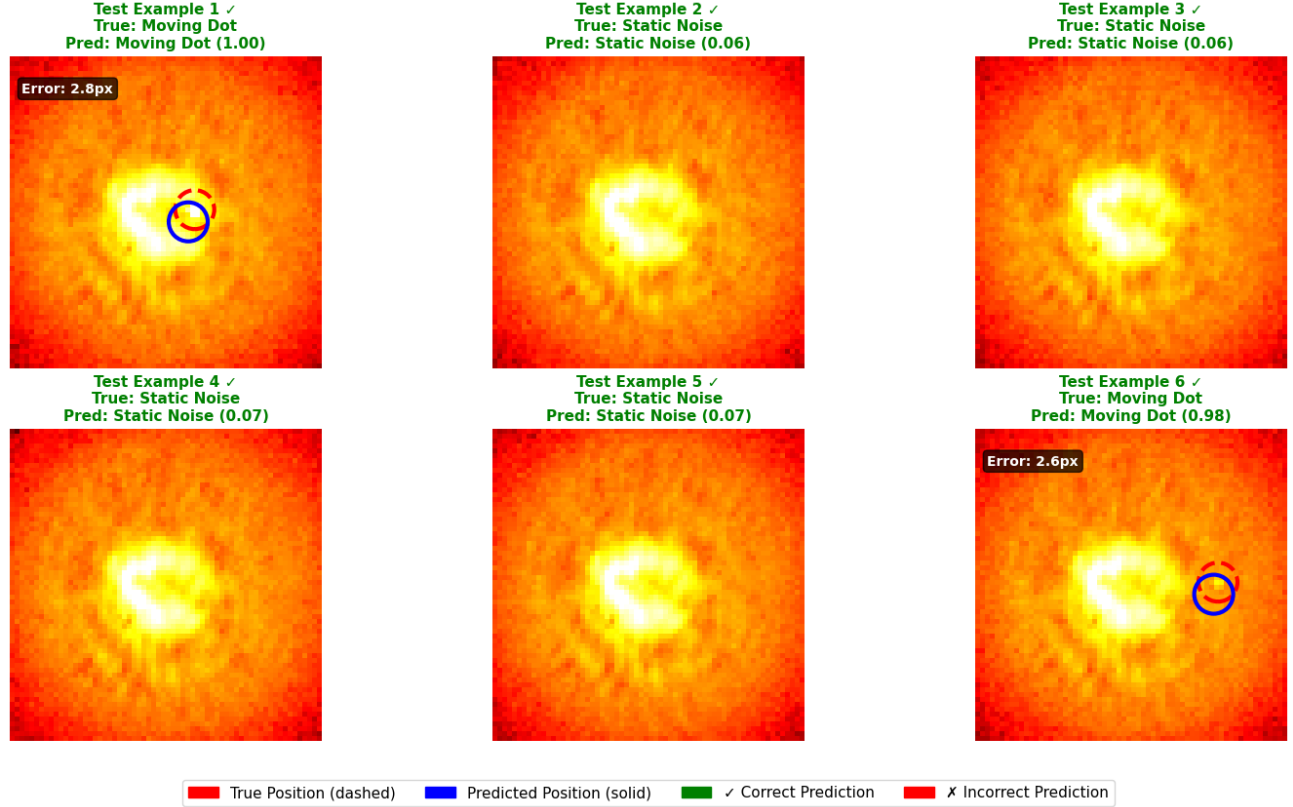 Test Example 1 ✓
True: Moving Dot
Pred: Moving Dot (1.00)
Test Example 2 ✓
True: Static Noise
Pred: Static Noise (0.06)
Test Example 3 ✓
True: Static Noise
Pred: Static Noise (0.06)
Error: 2.8px
Test Example 4 ✓
True: Static Noise
Pred: Static Noise (0.07)
Test Example 5 ✓
True: Static Noise
Pred: Static Noise (0.07)
Test Example 6 ✓
True: Moving Dot
Pred: Moving Dot (0.98)
Error: 2.6px
True Position (dashed)
Predicted Position (solid)
✓ Correct Prediction
✗ Incorrect Prediction